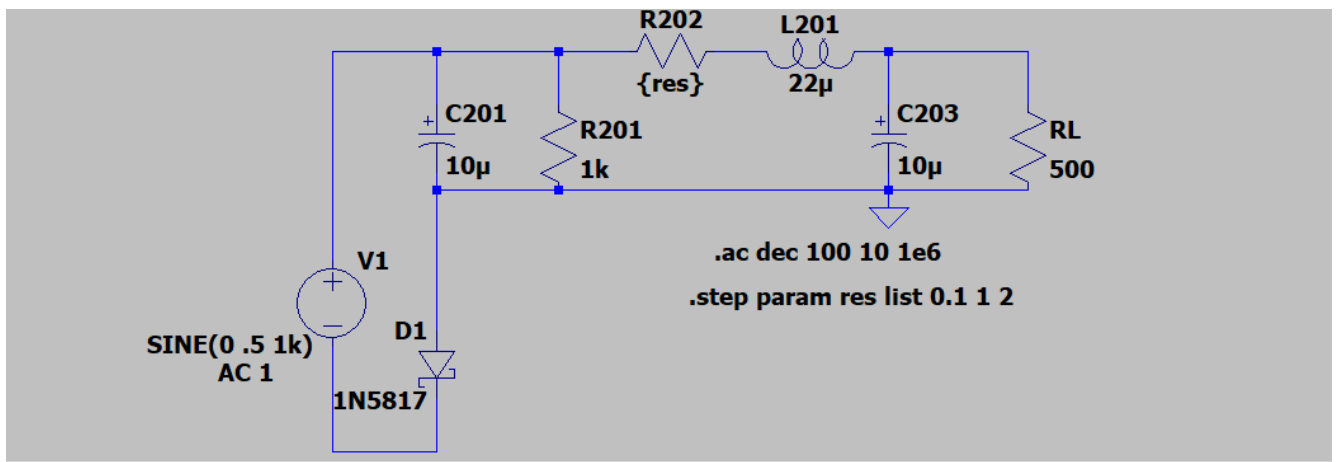 R202
L201
{res}
22µ
C201
R201
C203
RL
10µ
1k
10µ
500
.ac dec 100 10 1e6
V1
.step param res list 0.1 1 2
D1
SINE(0 .5 1k)
AC 1
1N5817